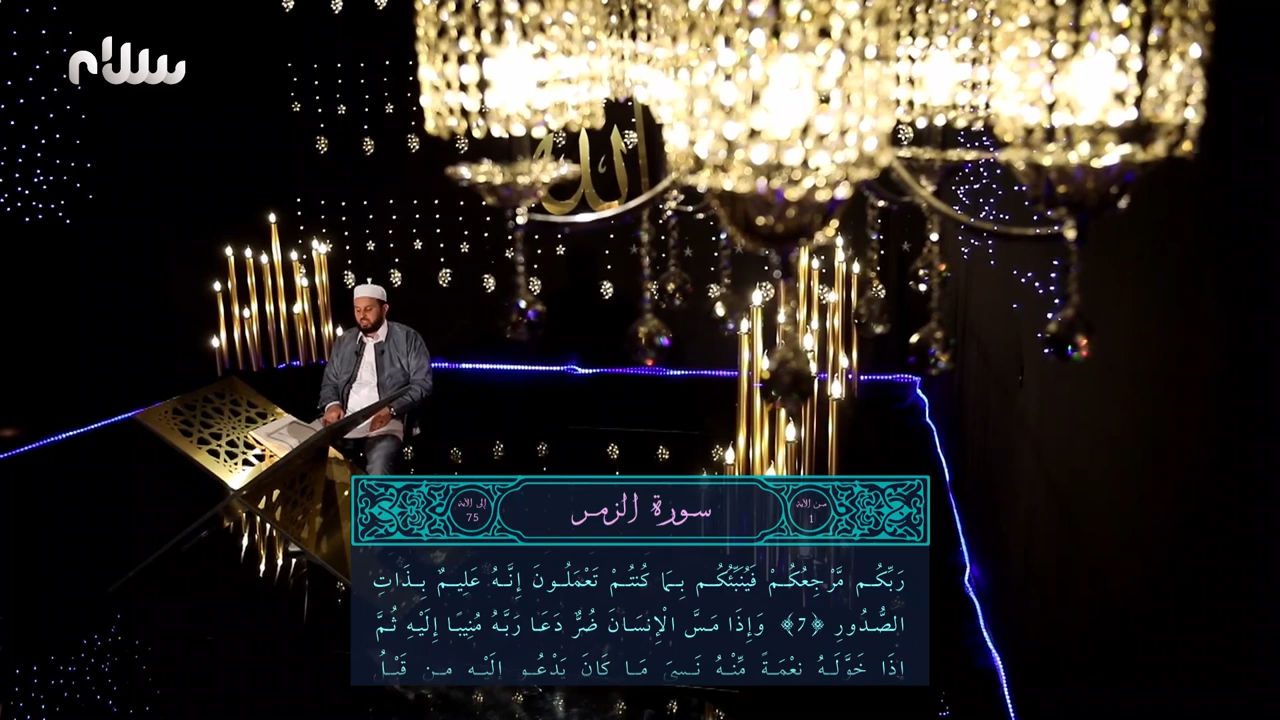 سلام
الله
سورة الزمر
من الآية
1
إلى الآية
75
رَبِّكُم مَّرْجِعُكُمْ فَيُنَبِّئُكُم بِمَا كُنتُمْ تَعْمَلُونَ إِنَّهُ عَلِيمٌ بِذَاتِ
الصُّدُورِ ﴿7﴾ وَإِذَا مَسَّ الْإِنسَانَ ضُرٌّ دَعَا رَبَّهُ مُنِيبًا إِلَيْهِ ثُمَّ
إِذَا خَوَّلَهُ نِعْمَةً مِّنْهُ نَسِيَ مَا كَانَ يَدْعُو إِلَيْهِ مِن قَبْلُ